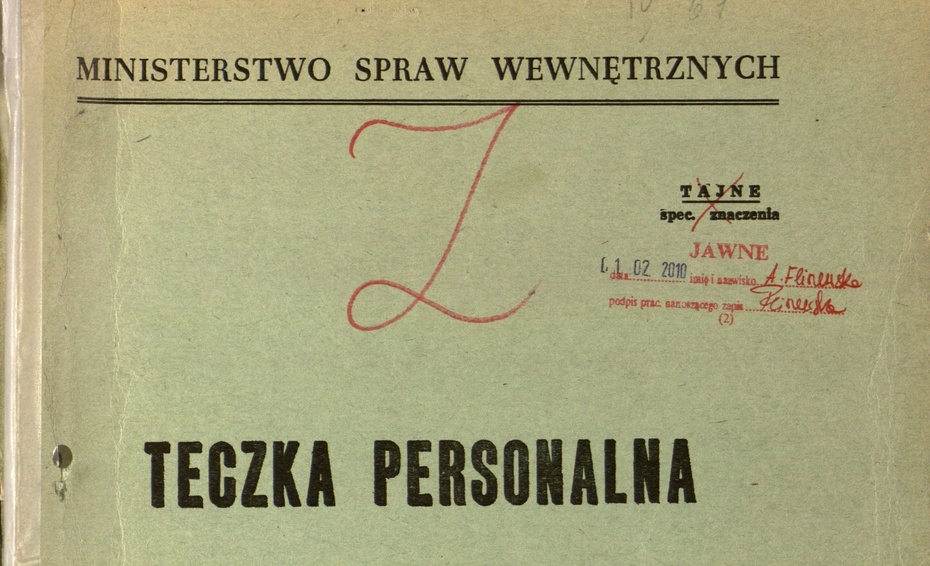 MINISTERSTWO SPRAW WEWNĘTRZNYCH
Z
TAJNE
spec. znaczenia
JAWNE
data 01 02 2010 imię i nazwisko A.
podpis prac. nanoszącego zapis
(2)
TECZKA PERSONALNA